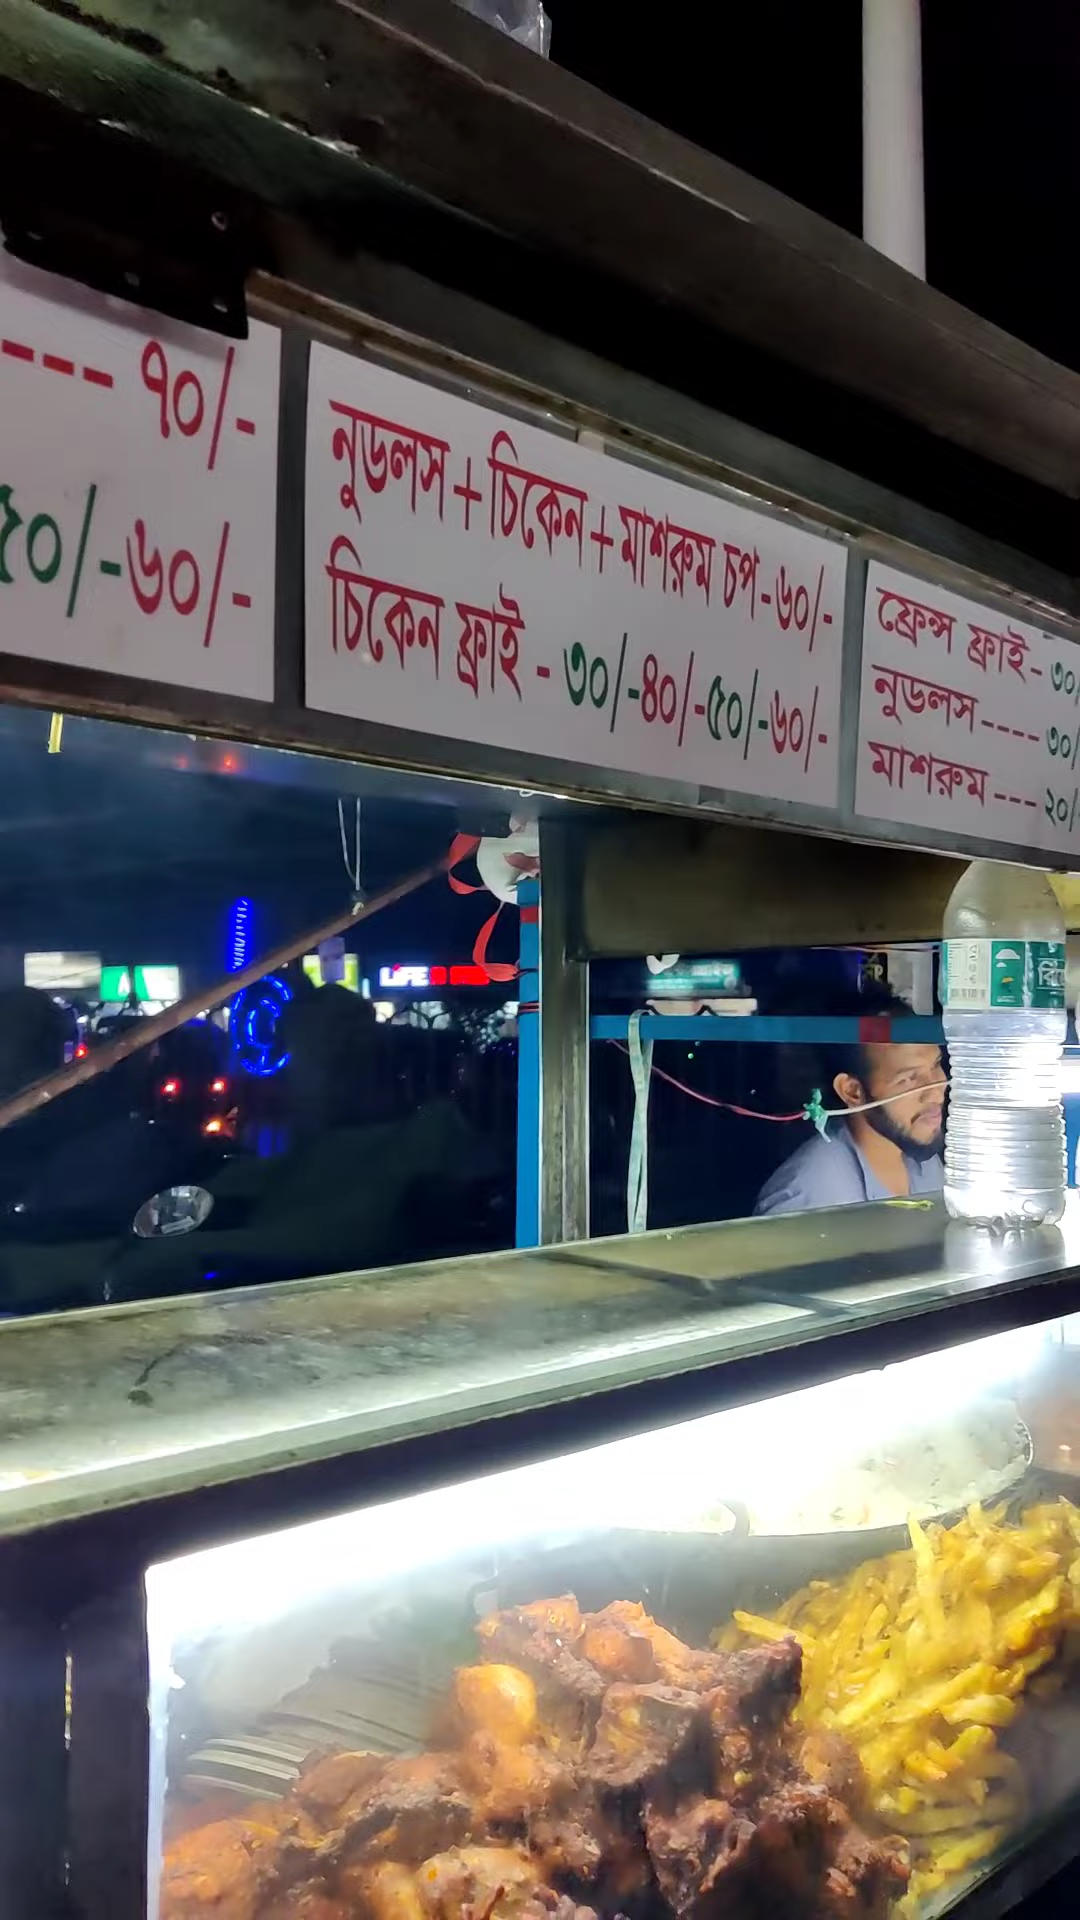 ---৭০/-
৫০/-৬০/-
নুডলস+চিকেন+মাশরুম চপ-৬০/-
চিকেন ফ্রাই - ৩০/-৪০/-৫০/-৬০/-
ফ্রেন্স ফ্রাই-৩০/
নুডলস----৩০/
মাশরুম---২০/-
LIFE